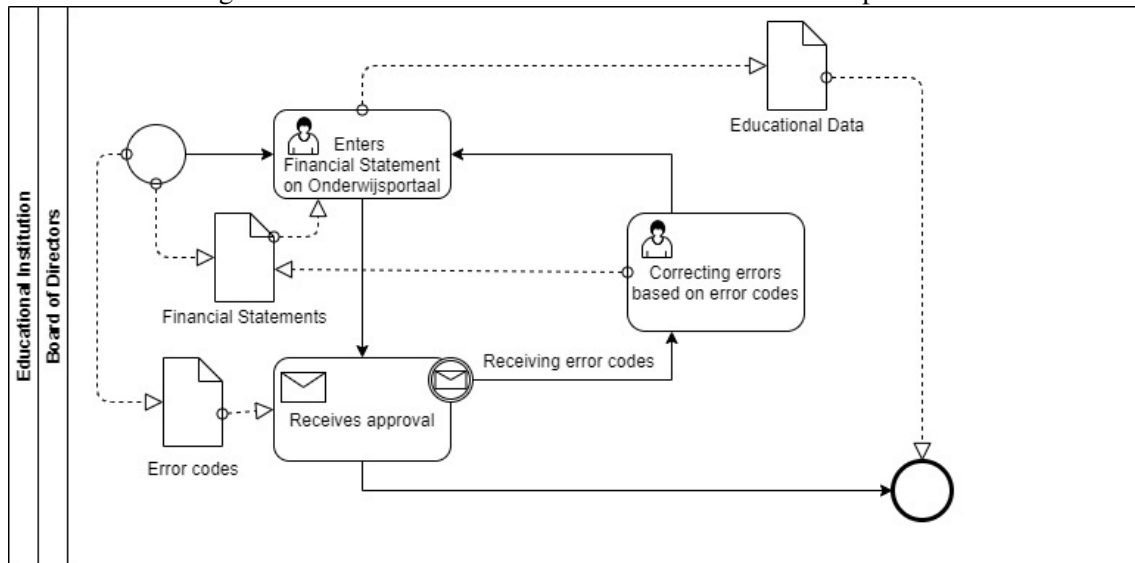 Educational Institution
Board of Directors
Educational Data
Enters
Financial Statement
on Onderwijsportaal
Correcting errors
based on error codes
Financial Statements
Receiving error codes
Receives approval
Error codes